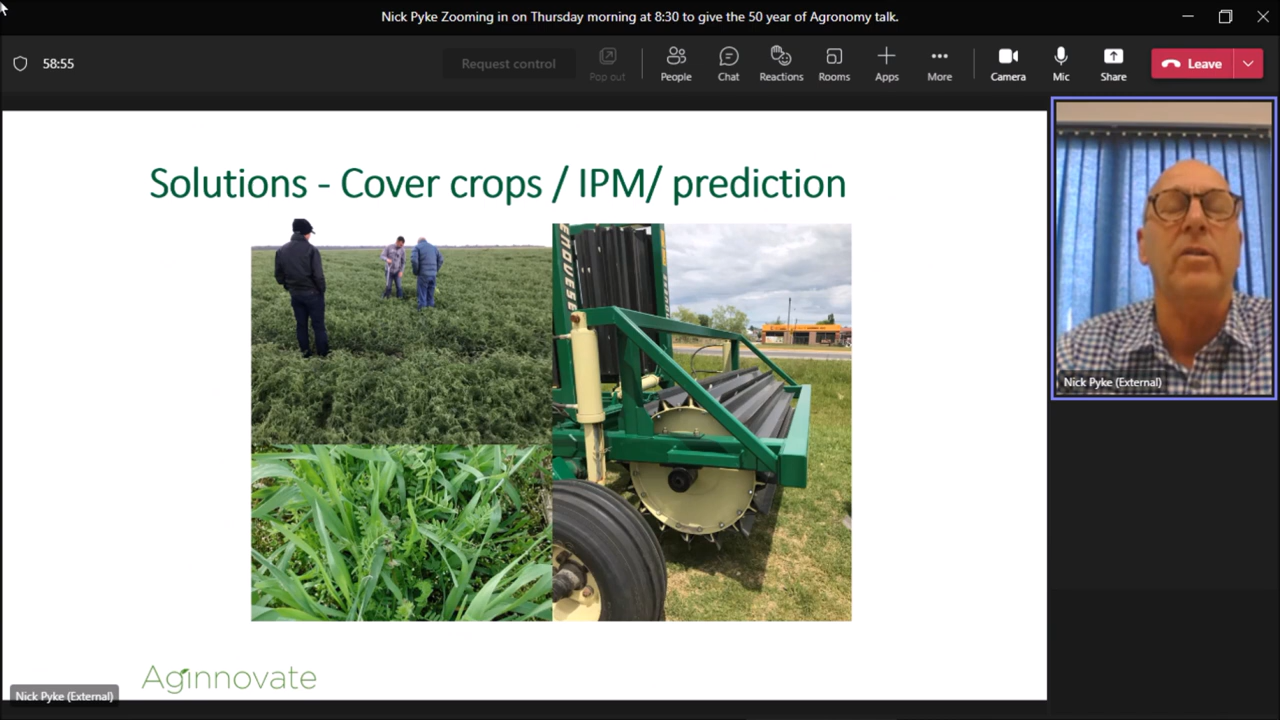 Nick Pyke Zooming in on Thursday morning at 8:30 to give the 50 year of Agronomy talk.
58:55
Request control
Pop out
People
Chat
Reactions
Rooms
Apps
More
Camera
Mic
Share
Leave
Solutions - Cover crops / IPM/ prediction
Nick Pyke (External)
Aginnovate
Nick Pyke (External)